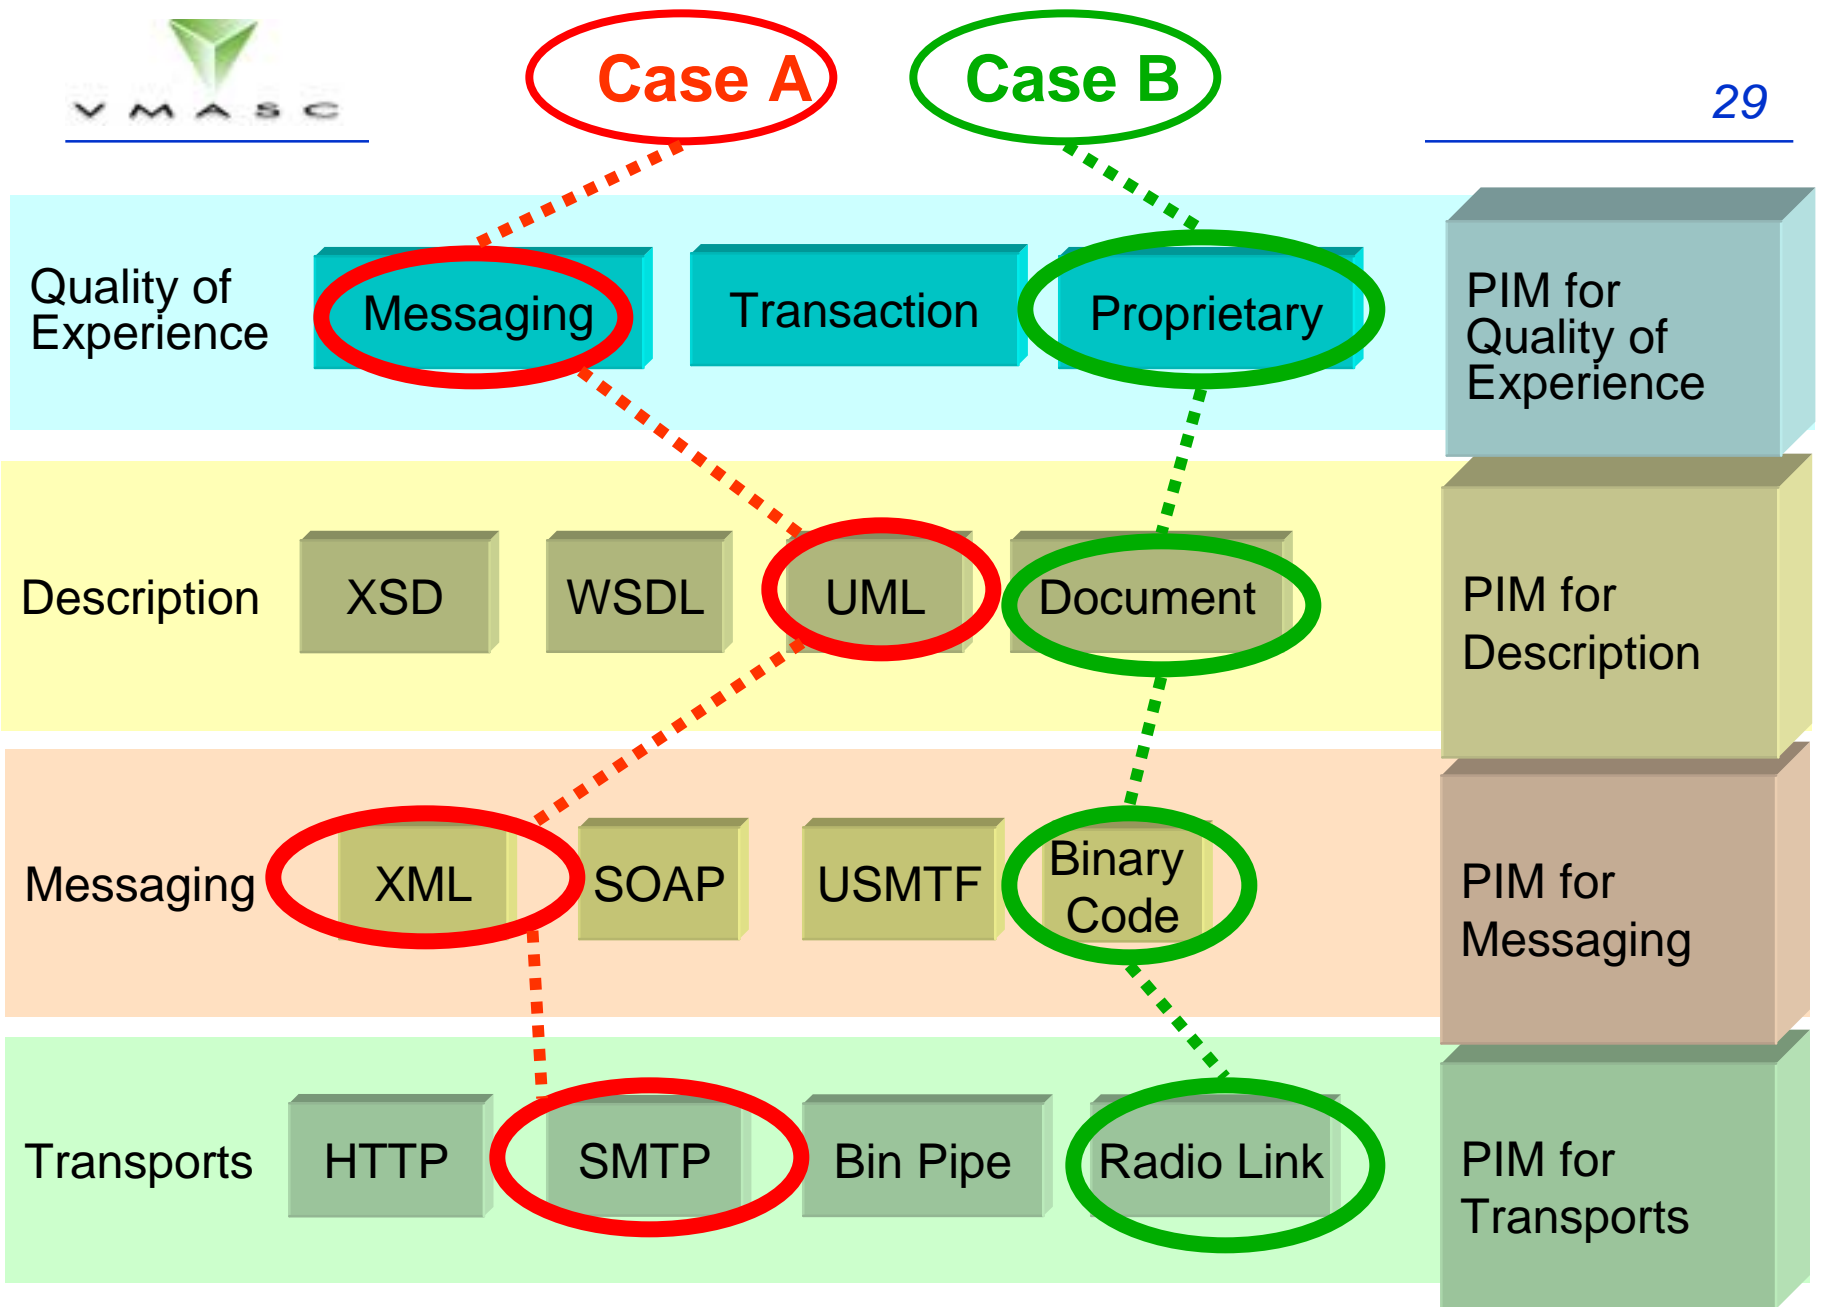 VMASC
Case A
Case B
29
Quality of
Experience
Messaging
Transaction
Proprietary
PIM for
Quality of
Experience
Description
XSD
WSDL
UML
Document
PIM for
Description
Messaging
XML
SOAP
USMTF
Binary
Code
PIM for
Messaging
Transports
HTTP
SMTP
Bin Pipe
Radio Link
PIM for
Transports